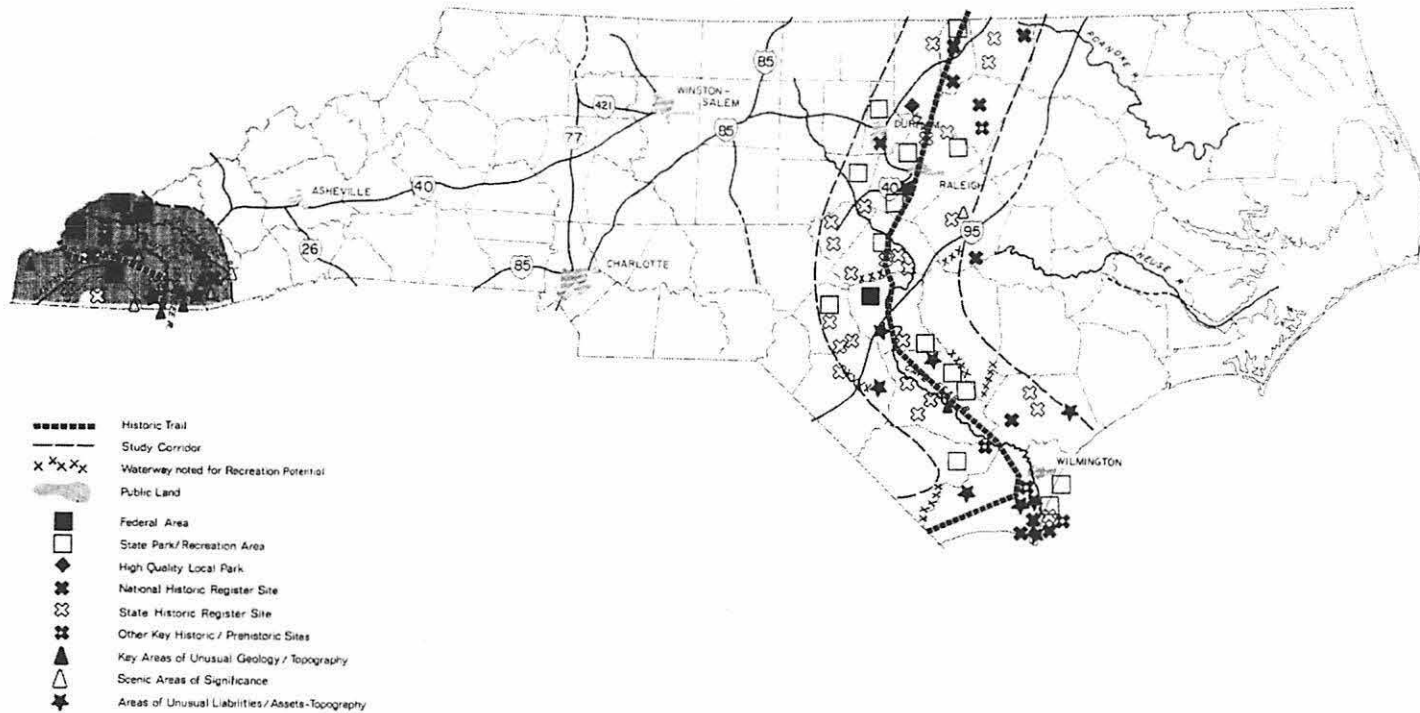 ROANOKE R.
85
WINSTON-
SALEM
421
85
77
DURHAM
40
RALEIGH
ASHEVILLE
40
95
26
NEUSE R.
85
CHARLOTTE
WILMINGTON
Historic Trail
Study Corridor
Waterway noted for Recreation Potential
Public Land
Federal Area
State Park/Recreation Area
High Quality Local Park
National Historic Register Site
State Historic Register Site
Other Key Historic / Prehistoric Sites
Key Areas of Unusual Geology / Topography
Scenic Areas of Significance
Areas of Unusual Liabilities/Assets-Topography